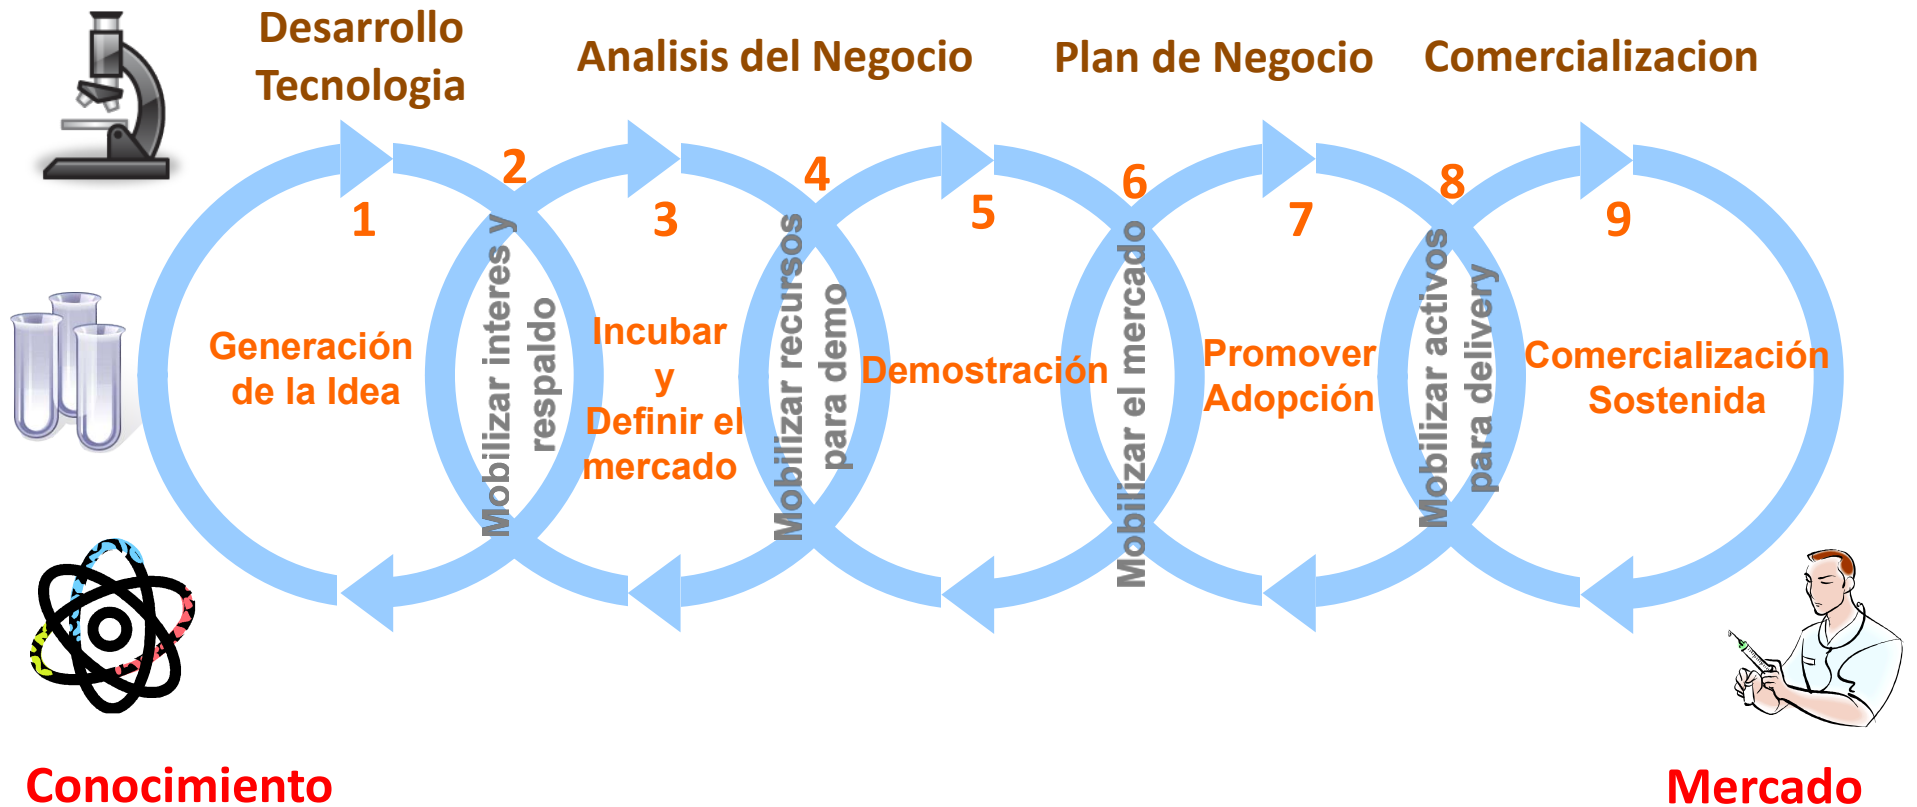 Desarrollo
Tecnologia
Analisis del Negocio
Plan de Negocio
Comercializacion
1
2
3
4
5
6
7
8
9
Generación
de la Idea
Mobilizar interes y
respaldo
Incubar
y
Definir el
mercado
Mobilizar recursos
para demo
Demostración
Mobilizar el mercado
Promover
Adopción
Mobilizar activos
para delivery
Comercialización
Sostenida
Conocimiento
Mercado